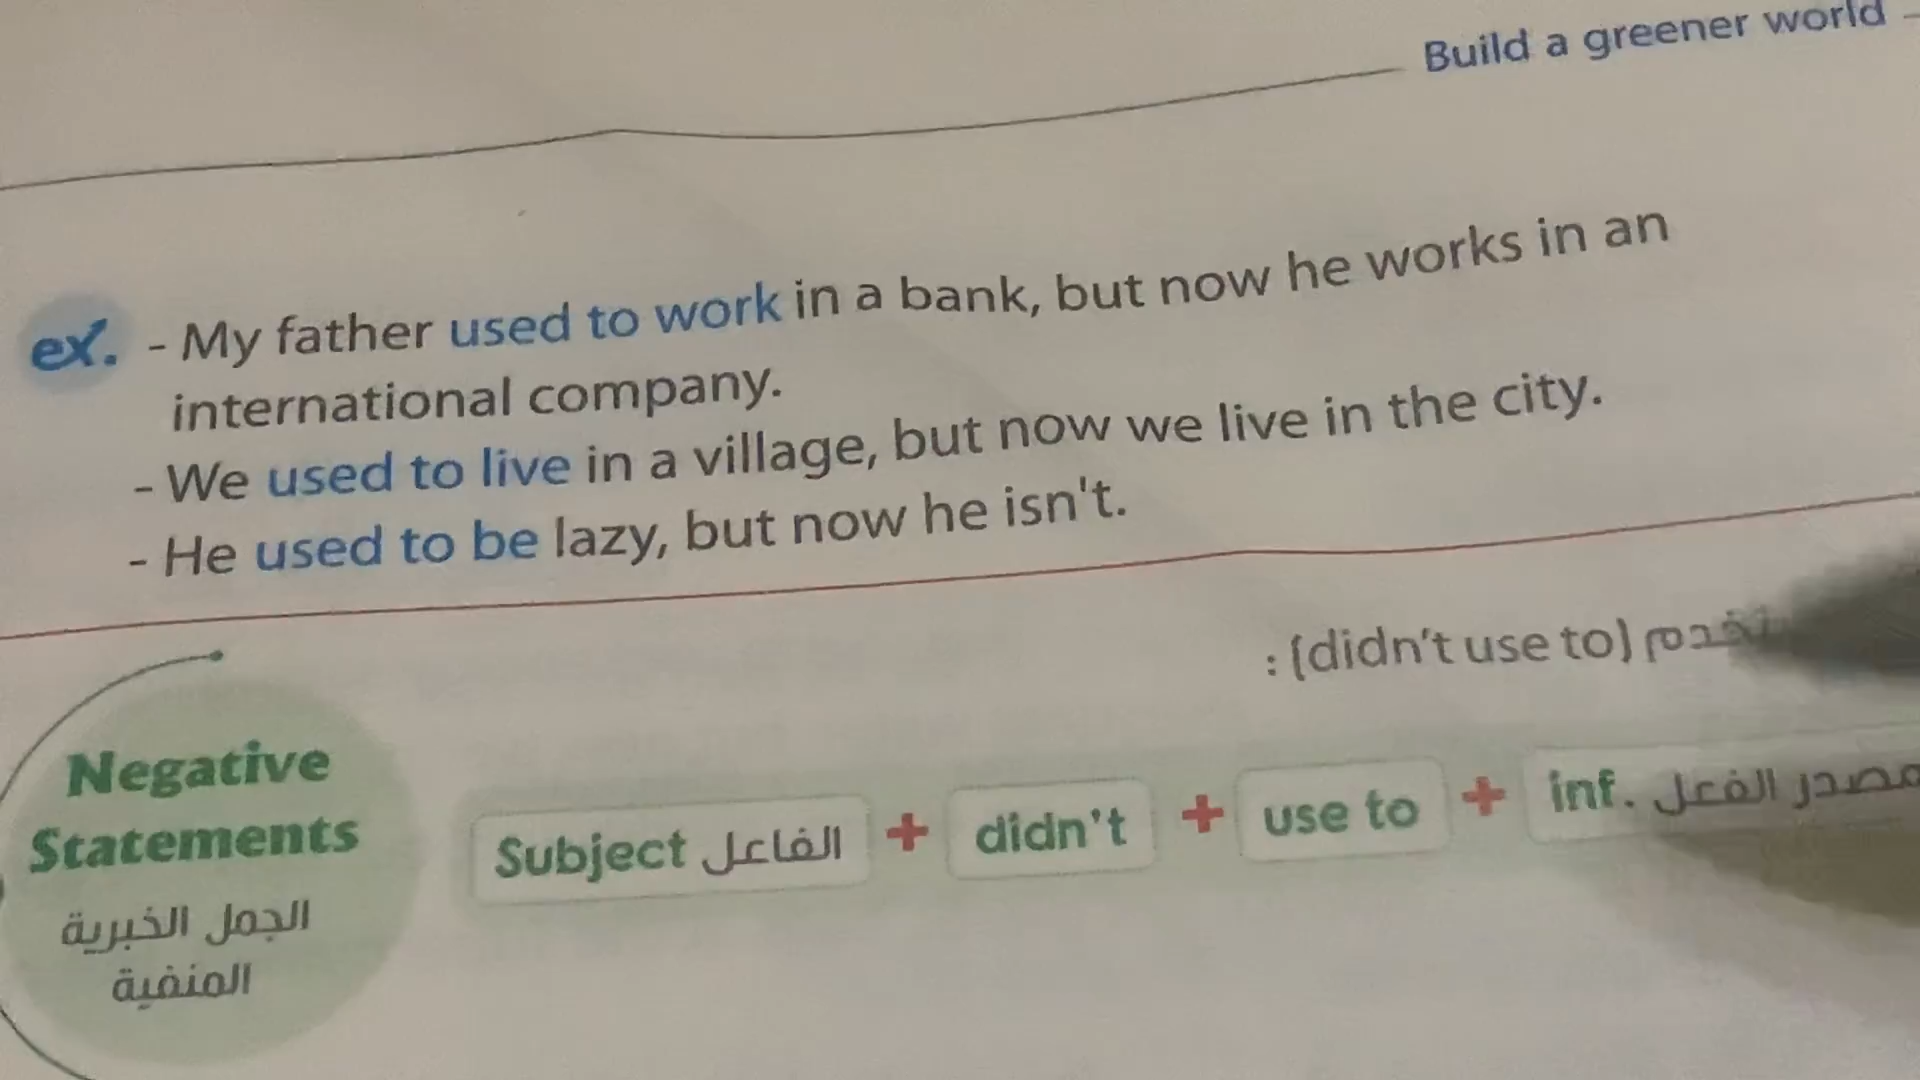 Build a greener world
ex. - My father used to work in a bank, but now he works in an
international company.
- We used to live in a village, but now we live in the city.
- He used to be lazy, but now he isn't.
(didn't use to) :
Negative
Statements
الجمل الخبرية
المنفية
Subject الفاعل + didn't + use to + inf. مصدر الفعل